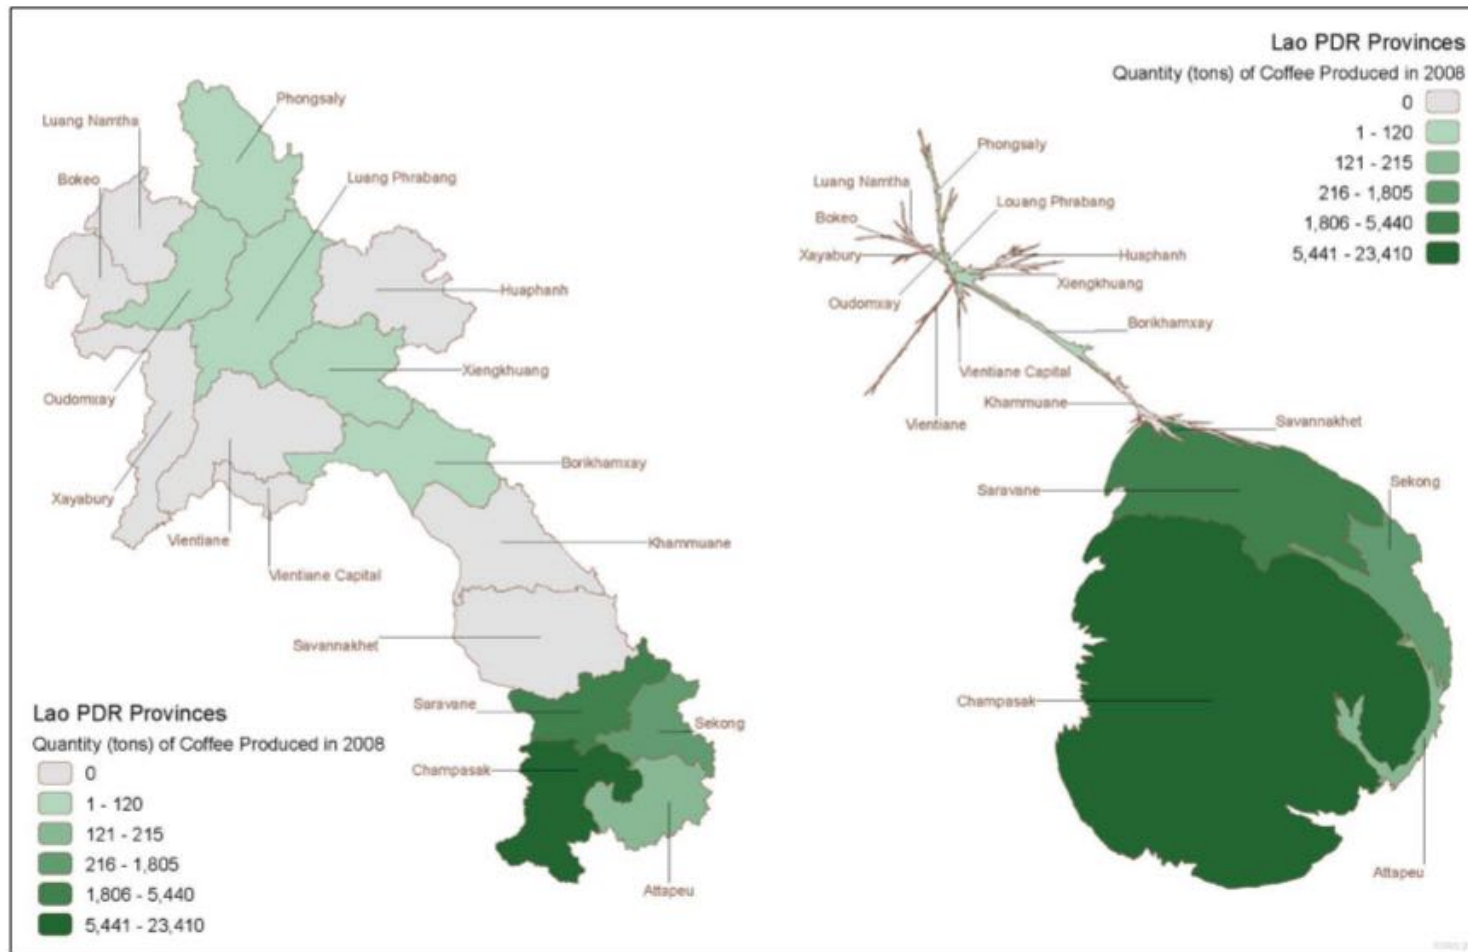 Phongsaly
Luang Namtha
Bokeo
Luang Phrabang
Huaphanh
Xiengkhuang
Oudomxay
Borikhamxay
Xayabury
Vientiane
Khammuane
Vientiane Capital
Savannakhet
Saravane
Sekong
Champasak
Attapeu
Lao PDR Provinces
Quantity (tons) of Coffee Produced in 2008
0
1 - 120
121 - 215
216 - 1,805
1,806 - 5,440
5,441 - 23,410
Lao PDR Provinces
Quantity (tons) of Coffee Produced in 2008
0
1 - 120
121 - 215
216 - 1,805
1,806 - 5,440
5,441 - 23,410
Phongsaly
Luang Namtha
Louang Phrabang
Bokeo
Xayabury
Huaphanh
Xiengkhuang
Oudomxay
Borikhamxay
Vientiane Capital
Khammuane
Vientiane
Savannakhet
Saravane
Sekong
Champasak
Attapeu